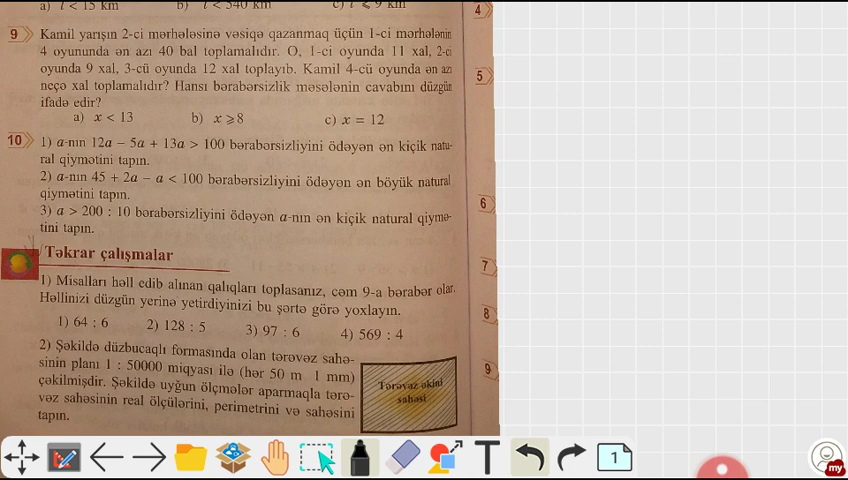 a) l < 15 km b) l < 540 km c) l ⩽ 9 km
4
9 Kamil yarışın 2-ci mərhələsinə vəsiqə qazanmaq üçün 1-ci mərhələnin
4 oyununda ən azı 40 bal toplamalıdır. O, 1-ci oyunda 11 xal, 2-ci
oyunda 9 xal, 3-cü oyunda 12 xal toplayıb. Kamil 4-cü oyunda ən azı
5
neçə xal toplamalıdır? Hansı bərabərsizlik məsələnin cavabını düzgün
ifadə edir?
a) x < 13 b) x ⩾ 8 c) x = 12
10 1) a-nın 12a − 5a + 13a > 100 bərabərsizliyini ödəyən ən kiçik natu-
ral qiymətini tapın.
2) a-nın 45 + 2a − a < 100 bərabərsizliyini ödəyən ən böyük natural
qiymətini tapın.
6
3) a > 200 : 10 bərabərsizliyini ödəyən a-nın ən kiçik natural qiymə-
tini tapın.
Təkrar çalışmalar
7
1) Misalları həll edib alınan qalıqları toplasanız, cəm 9-a bərabər olar.
Həllinizi düzgün yerinə yetirdiyinizi bu şərtə görə yoxlayın.
8
1) 64 : 6 2) 128 : 5 3) 97 : 6 4) 569 : 4
2) Şəkildə düzbucaqlı formasında olan tərəvəz sahə-
sinin planı 1 : 50000 miqyası ilə (hər 50 m 1 mm)
9
çəkilmişdir. Şəkildə uyğun ölçmələr aparmaqla tərə-
vəz sahəsinin real ölçülərini, perimetrini və sahəsini
tapın.
Tərəvəz əkini
sahəsi
T
1
my